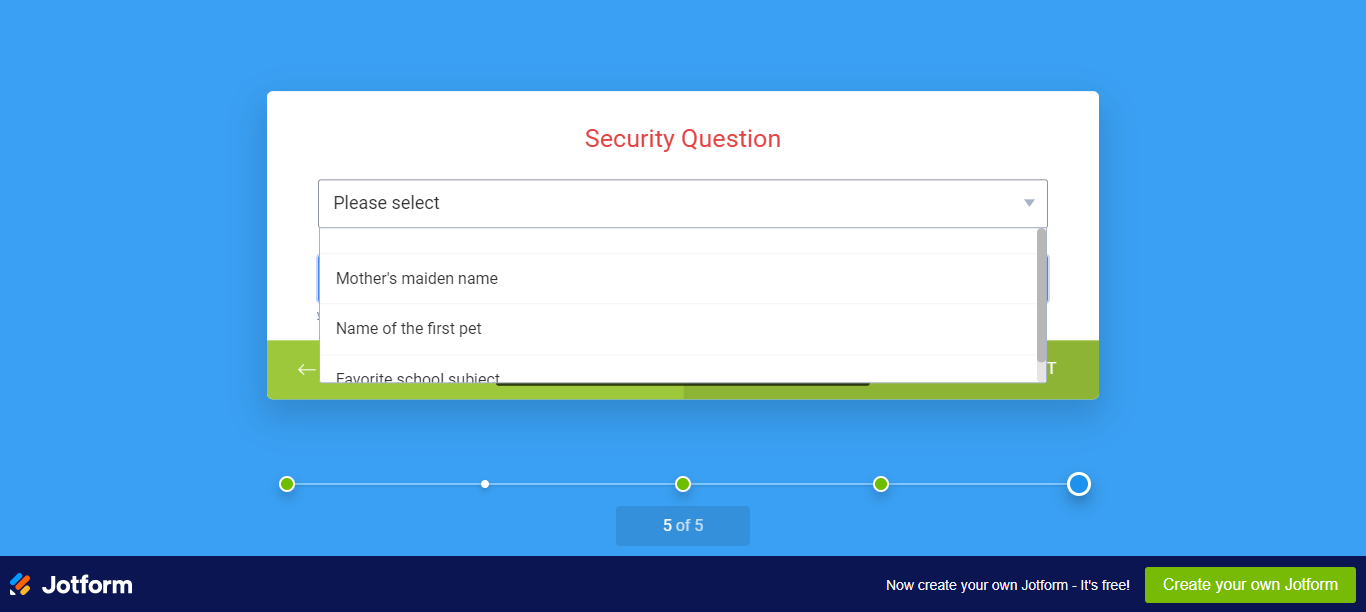 Security Question
Please select
Mother's maiden name
Name of the first pet
Favorite school subject
←
T
5 of 5
Jotform
Now create your own Jotform - It's free!
Create your own Jotform